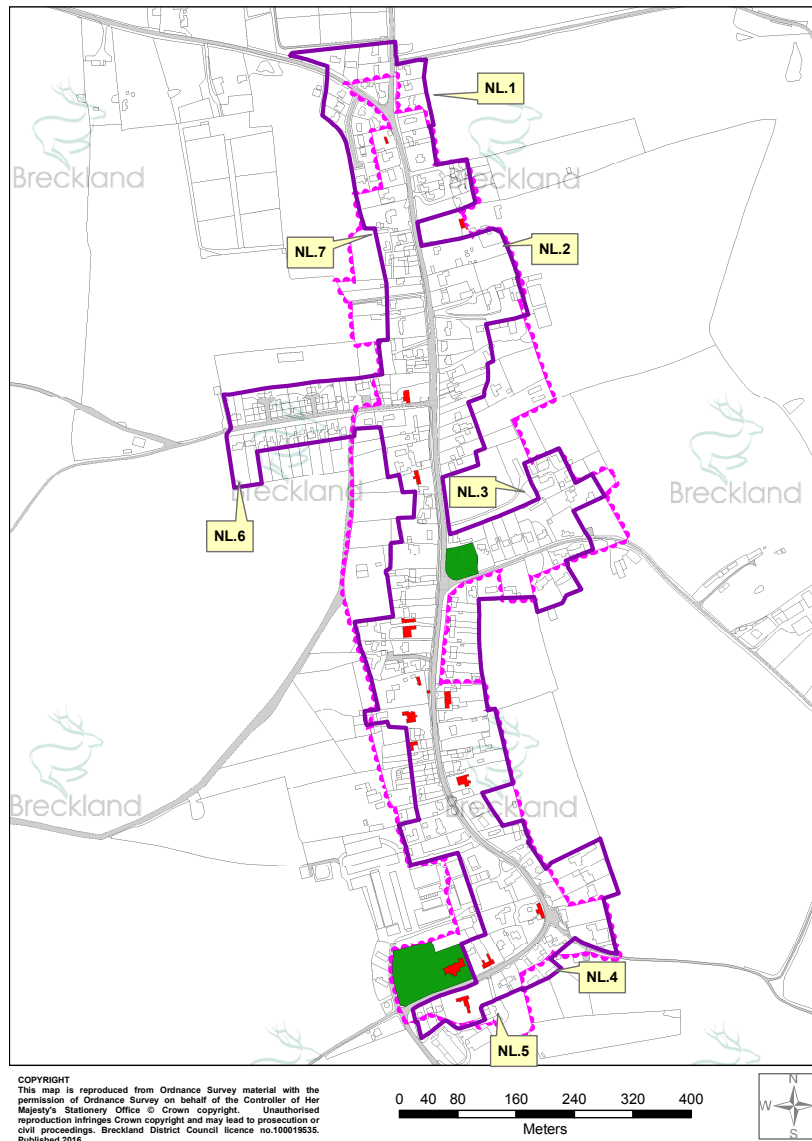 NL.1
Breckland
Breckland
NL.7
NL.2
Breckland
NL.3
Breckland
NL.6
Breckland
Breckland
NL.4
NL.5
COPYRIGHT
This map is reproduced from Ordnance Survey material with the
permission of Ordnance Survey on behalf of the Controller of Her
Majesty's Stationery Office © Crown copyright. Unauthorised
reproduction infringes Crown copyright and may lead to prosecution or
civil proceedings. Breckland District Council licence no.100019535.
Published 2016
0 40 80 160 240 320 400
Meters
N
W E
S